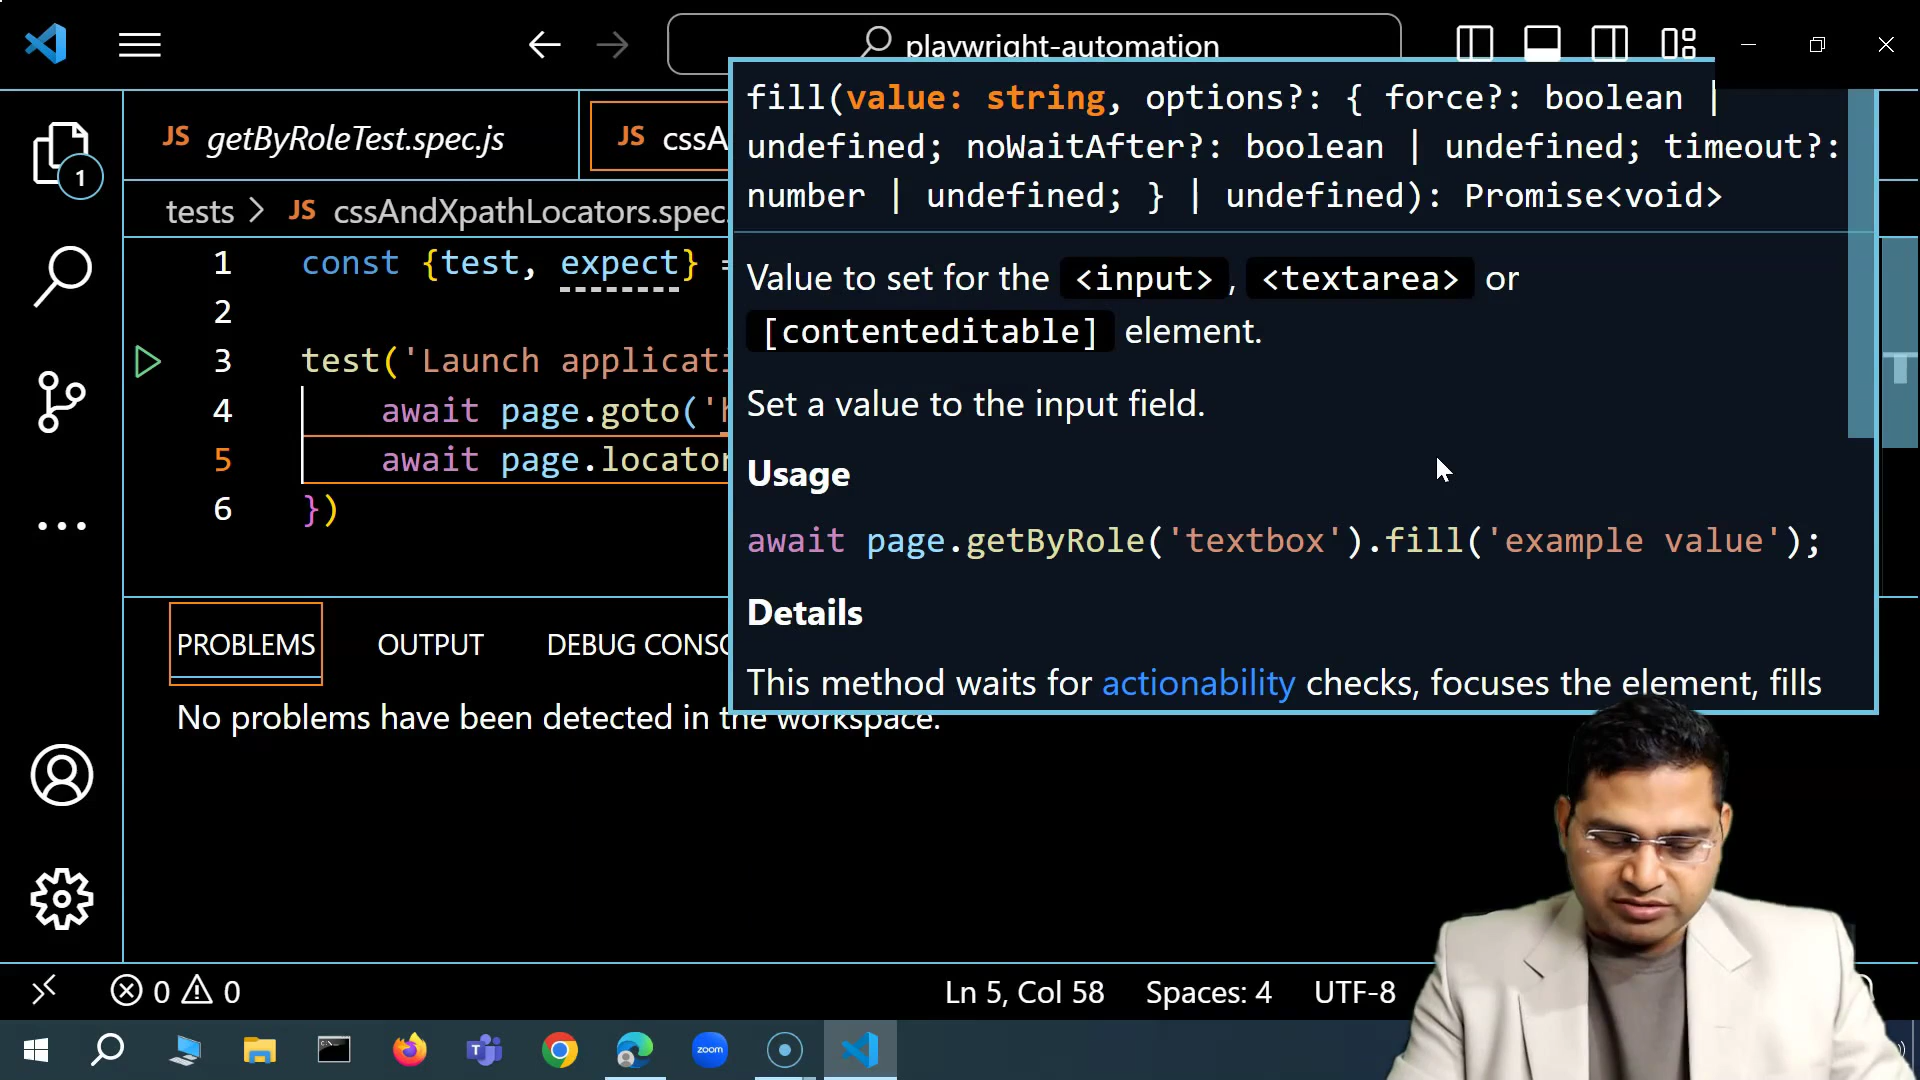 playwright-automation
JS getByRoleTest.spec.js
JS cssA
tests > JS cssAndXpathLocators.spec.
1 const {test, expect} =
2
3 test('Launch applicati
4 await page.goto('h
5 await page.locator
6 })
fill(value: string, options?: { force?: boolean |
undefined; noWaitAfter?: boolean | undefined; timeout?:
number | undefined; } | undefined): Promise<void>
Value to set for the <input>, <textarea> or
[contenteditable] element.
Set a value to the input field.
Usage
await page.getByRole('textbox').fill('example value');
Details
This method waits for actionability checks, focuses the element, fills
1
PROBLEMS OUTPUT DEBUG CONSO
No problems have been detected in the workspace.
0 0 Ln 5, Col 58 Spaces: 4 UTF-8
zoom